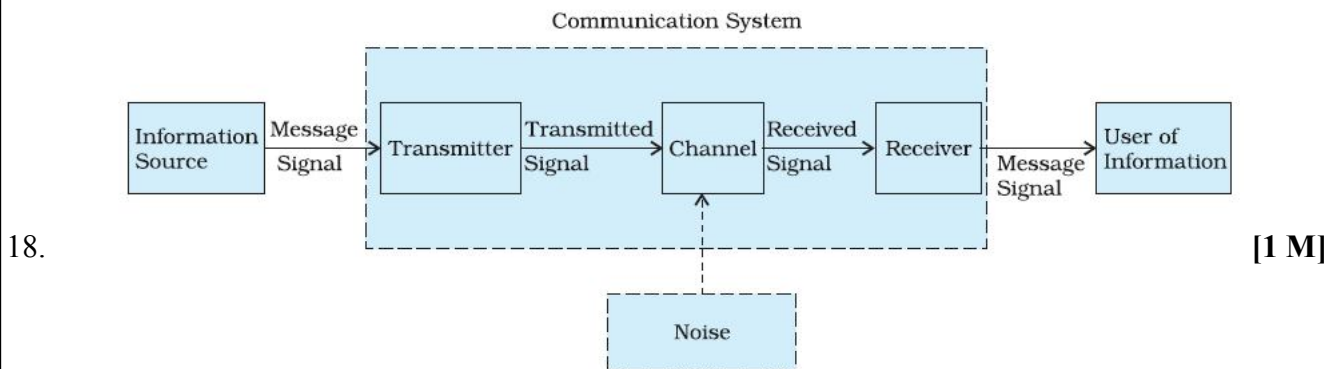 Communication System
Information
Source
Message
Signal
Transmitter
Transmitted
Signal
Channel
Received
Signal
Receiver
Message
Signal
User of
Information
18.
[1 M]
Noise